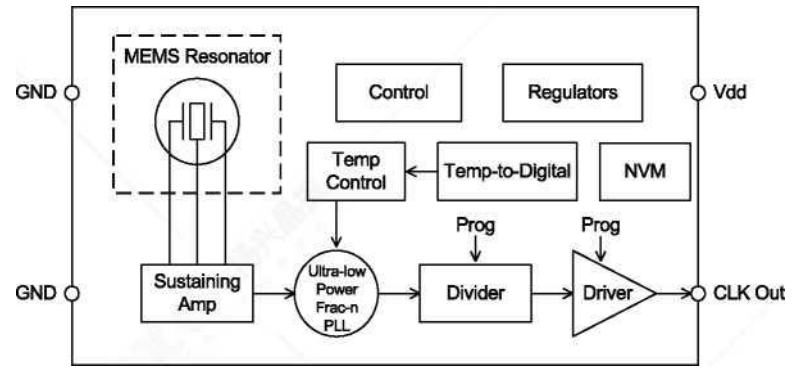 MEMS Resonator
GND
Control
Regulators
Vdd
Temp
Control
Temp-to-Digital
NVM
Prog
Prog
GND
Sustaining
Amp
Ultra-low
Power
Frac-n
PLL
Divider
Driver
CLK Out